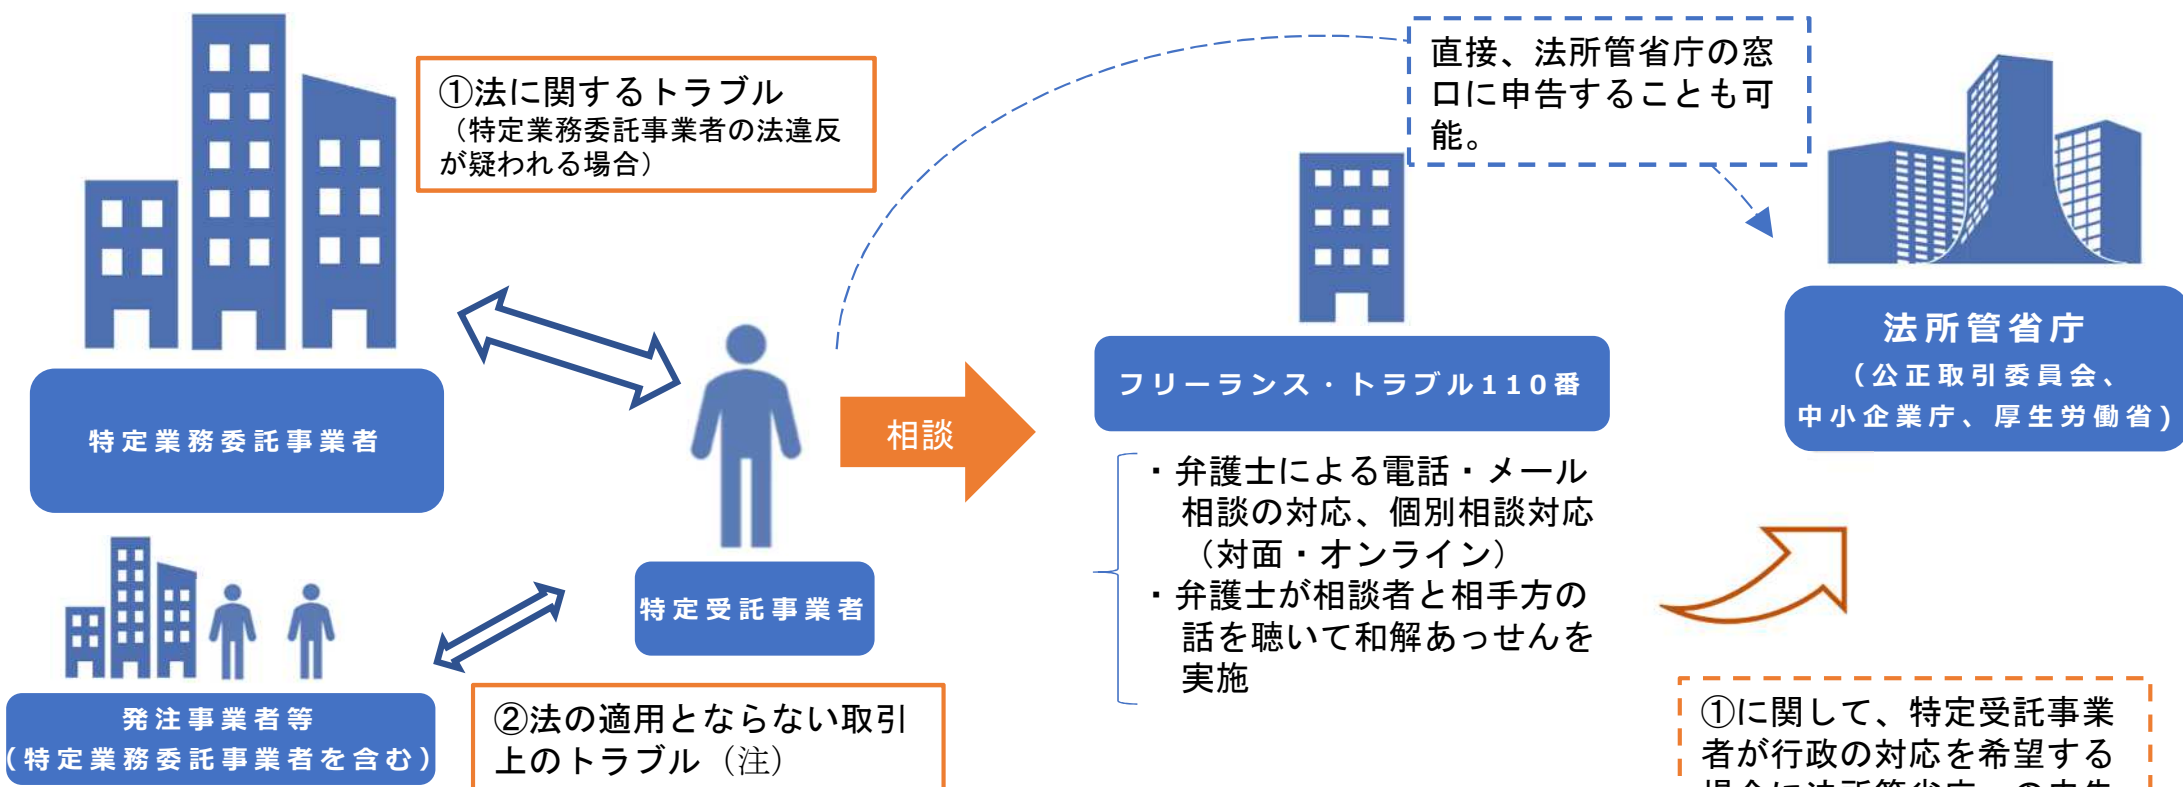 ①法に関するトラブル
（特定業務委託事業者の法違反
が疑われる場合）
直接、法所管省庁の窓
口に申告することも可
能。
特定業務委託事業者
相談
フリーランス・トラブル110番
法所管省庁
（公正取引委員会、
中小企業庁、厚生労働省)
・弁護士による電話・メール
相談の対応、個別相談対応
（対面・オンライン）
・弁護士が相談者と相手方の
話を聴いて和解あっせんを
実施
特定受託事業者
発注事業者等
(特定業務委託事業者を含む)
②法の適用とならない取引
上のトラブル（注）
①に関して、特定受託事業
者が行政の対応を希望する